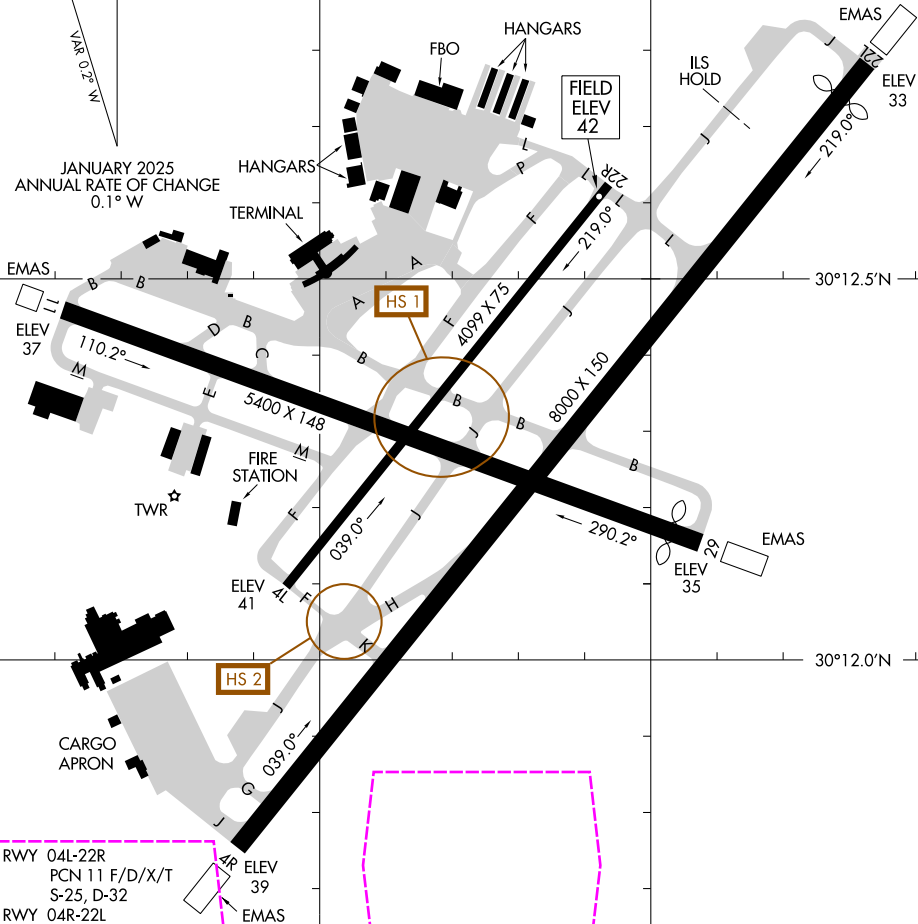 EMAS
HANGARS
FBO
J
22L
ILS
HOLD
VAR 0.2° W
FIELD
ELEV
42
ELEV
33
J
219.0°
L
P
JANUARY 2025
ANNUAL RATE OF CHANGE
0.1° W
HANGARS
L
22R
L
F
TERMINAL
219.0°
L
A
EMAS
B
B
30°12.5'N
HS 1
A
11
ELEV
37
D
B
F
4099 X 75
J
110.2°
C
B
M
8000 X 150
E
5400 X 148
B
B
J
M
B
FIRE
STATION
TWR
F
039.0°
J
290.2°
29
EMAS
ELEV
35
ELEV
41
4L
F
H
K
30°12.0'N
HS 2
J
CARGO
APRON
039.0°
G
J
4R
ELEV
39
EMAS
RWY 04L-22R
PCN 11 F/D/X/T
S-25, D-32
RWY 04R-22L